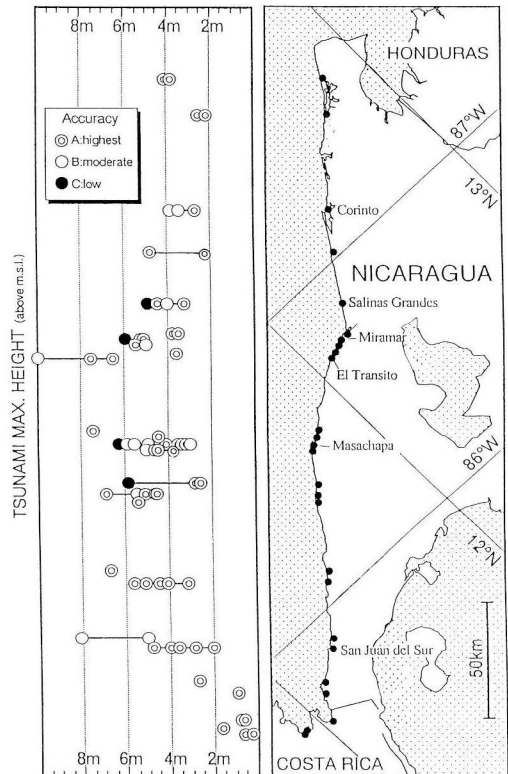 8m 6m 4m 2m
Accuracy
A:highest
B:moderate
C:low
TSUNAMI MAX. HEIGHT (above m.s.l.)
8m 6m 4m 2m
HONDURAS
87°W
13°N
Corinto
NICARAGUA
Salinas Grandes
Miramar
El Transito
86°W
Masachapa
12°N
San Juan del Sur
50km
COSTA RICA